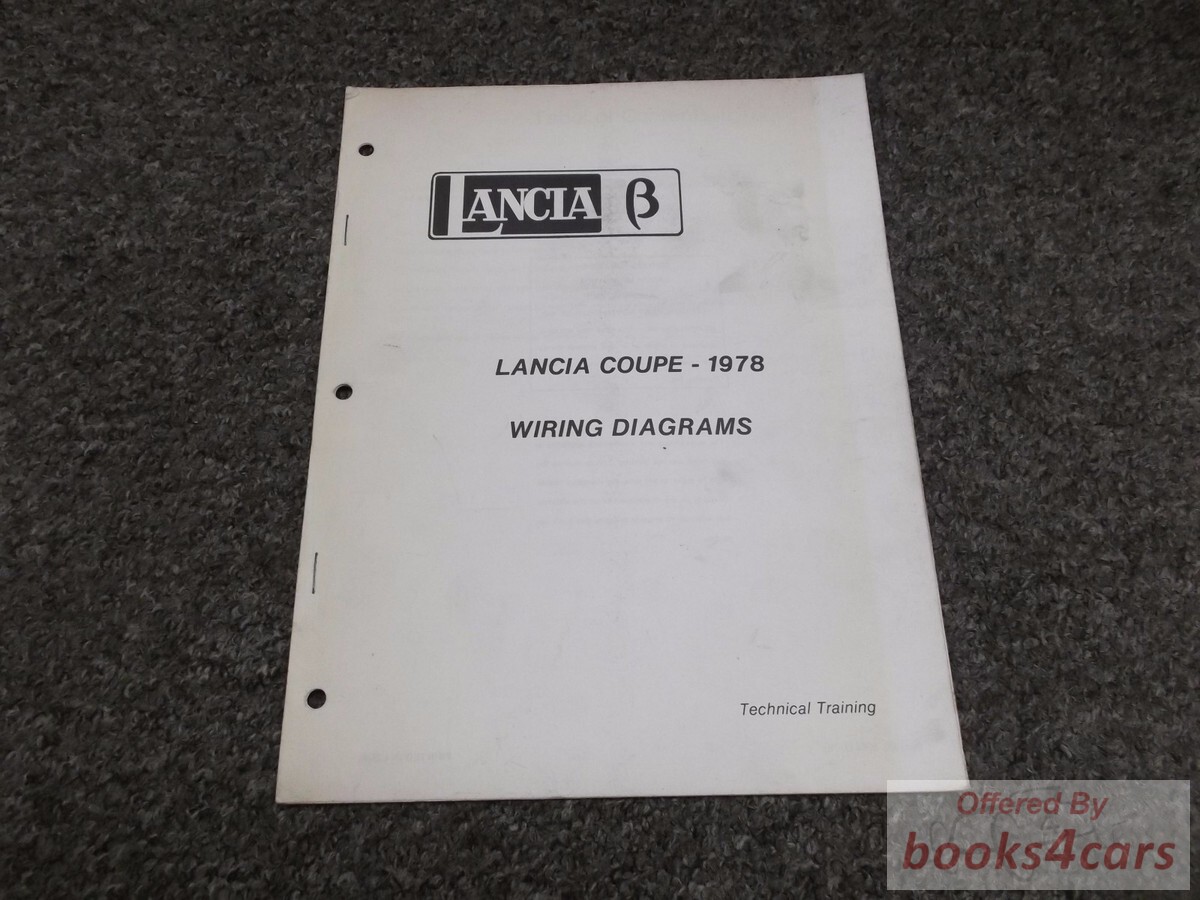 LANCIA β
LANCIA COUPE - 1978
WIRING DIAGRAMS
Technical Training
Offered By
books4cars